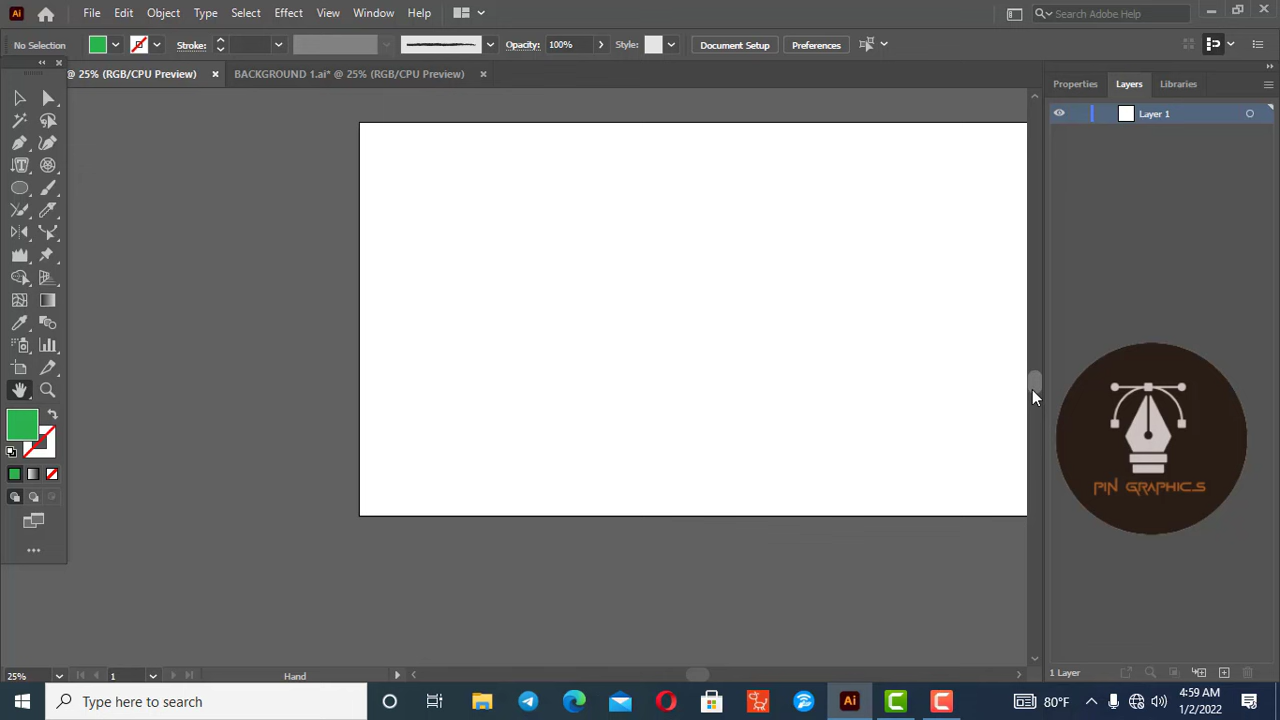 Ai File Edit Object Type Select Effect View Window Help Search Adobe Help
No Selection Stroke: Opacity: 100% Style: Document Setup Preferences
@ 25% (RGB/CPU Preview) BACKGROUND 1.ai* @ 25% (RGB/CPU Preview)
Properties Layers Libraries
Layer 1
PIN GRAPHICS
25% 1 Hand 1 Layer
Type here to search Ai 80°F 4:59 AM
1/2/2022